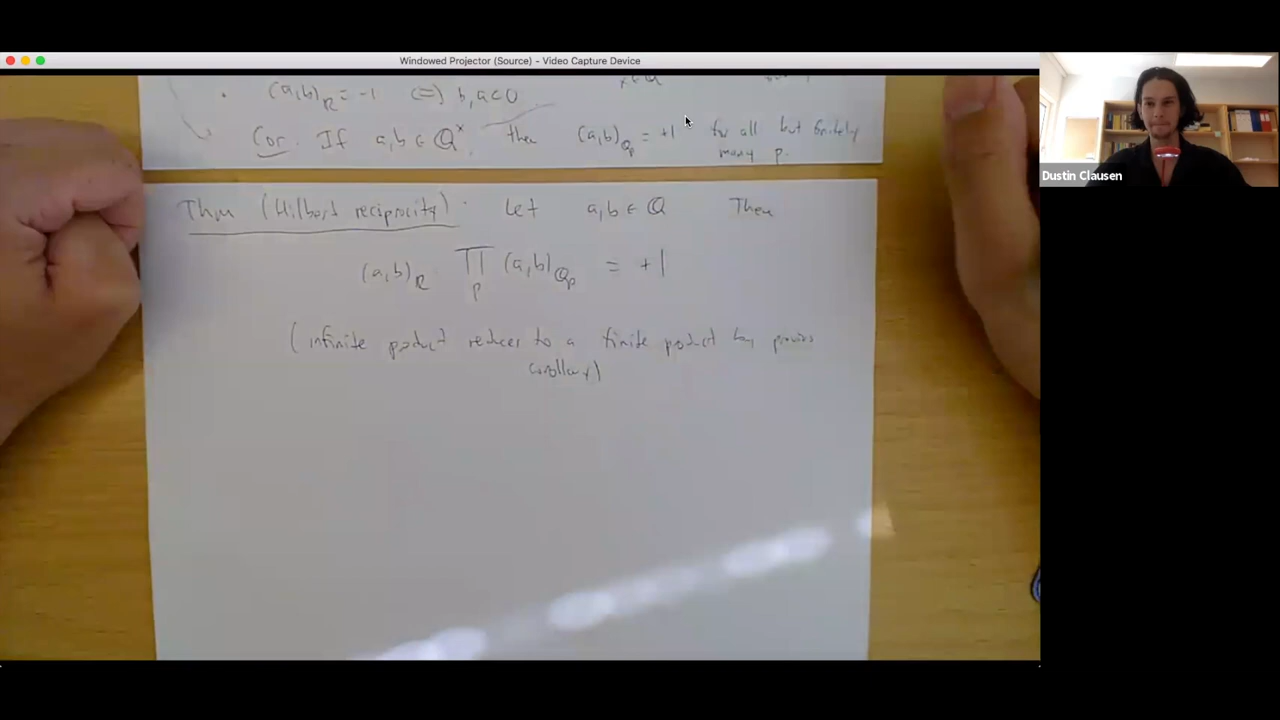 Windowed Projector (Source) - Video Capture Device
· (a,b)_ℝ = -1 (⇔) b,a<0
Cor. If a,b ∈ ℚ^x, then (a,b)_ℚp = +1 for all but finitely
many p.
Dustin Clausen
Thm (Hilbert reciprocity). Let a,b ∈ ℚ Then
(a,b)_ℝ · ∏_p (a,b)_ℚp = +1
(infinite product reduces to a finite product by previous
corollary)